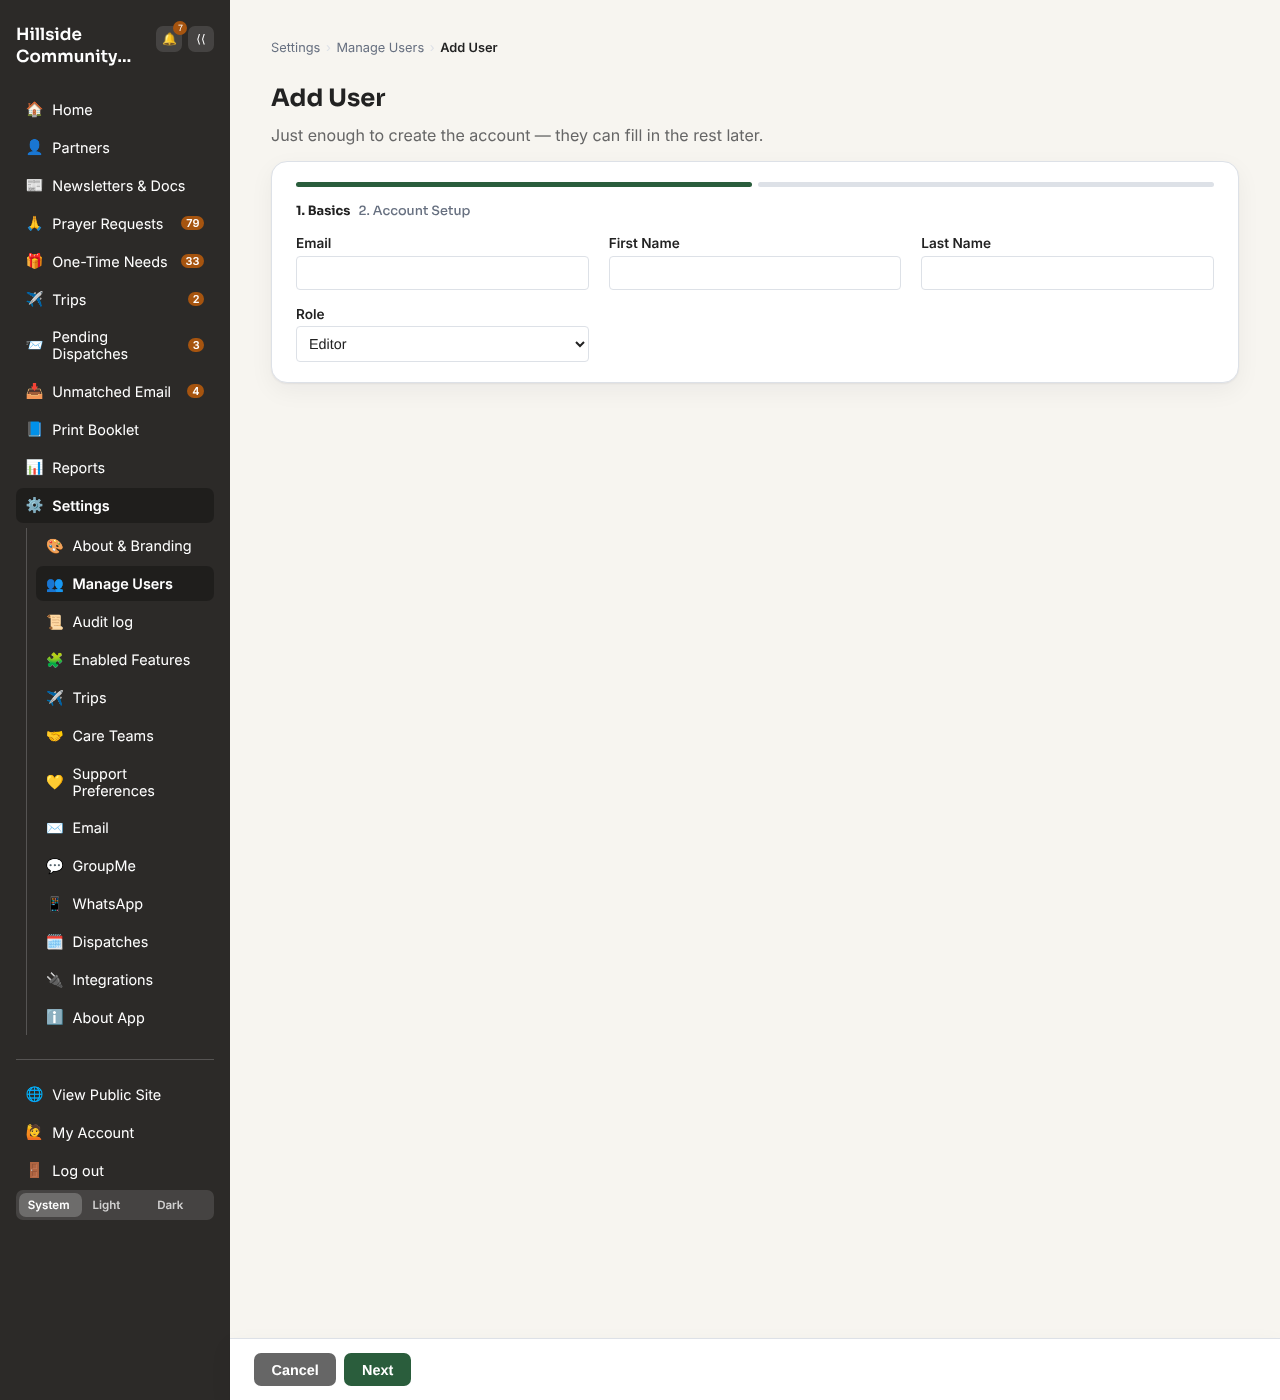 Hillside
Community...
7
⟨⟨
Home
Partners
Newsletters & Docs
Prayer Requests 79
One-Time Needs 33
Trips 2
Pending
Dispatches 3
Unmatched Email 4
Print Booklet
Reports
Settings
About & Branding
Manage Users
Audit log
Enabled Features
Trips
Care Teams
Support
Preferences
Email
GroupMe
WhatsApp
Dispatches
Integrations
About App
View Public Site
My Account
Log out
System Light Dark
Settings › Manage Users › Add User
Add User
Just enough to create the account — they can fill in the rest later.
1. Basics 2. Account Setup
Email First Name Last Name
Role
Editor
Cancel Next